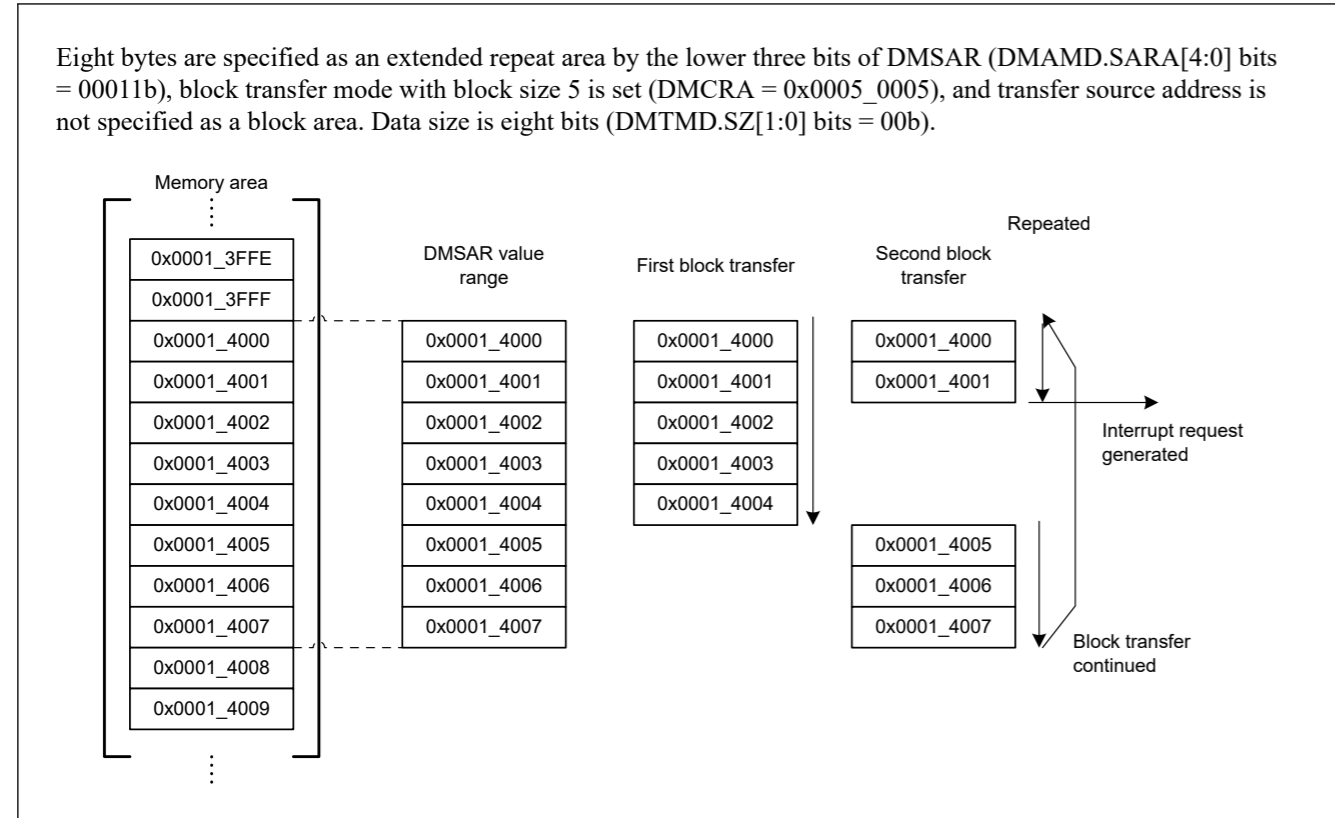 Eight bytes are specified as an extended repeat area by the lower three bits of DMSAR (DMAMD.SARA[4:0] bits
= 00011b), block transfer mode with block size 5 is set (DMCRA = 0x0005_0005), and transfer source address is
not specified as a block area. Data size is eight bits (DMTMD.SZ[1:0] bits = 00b).
Memory area
0x0001_3FFE
0x0001_3FFF
0x0001_4000
0x0001_4001
0x0001_4002
0x0001_4003
0x0001_4004
0x0001_4005
0x0001_4006
0x0001_4007
0x0001_4008
0x0001_4009
DMSAR value
range
0x0001_4000
0x0001_4001
0x0001_4002
0x0001_4003
0x0001_4004
0x0001_4005
0x0001_4006
0x0001_4007
First block transfer
0x0001_4000
0x0001_4001
0x0001_4002
0x0001_4003
0x0001_4004
Second block
transfer
0x0001_4000
0x0001_4001
0x0001_4005
0x0001_4006
0x0001_4007
Repeated
Interrupt request
generated
Block transfer
continued